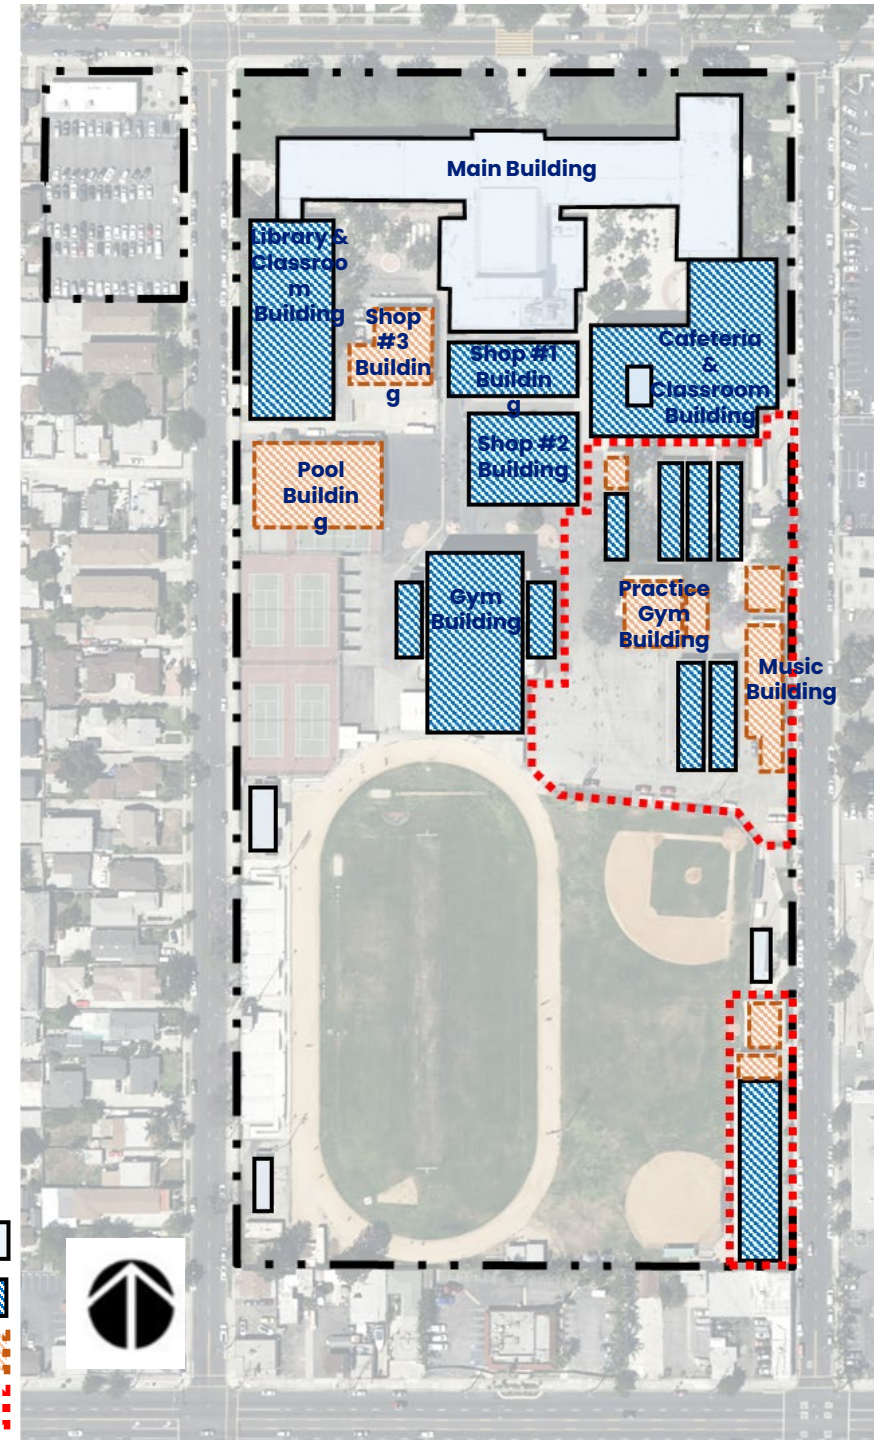 Main Building
Library &
Classroo
m
Building
Shop
#3
Buildin
g
Shop #1
Buildin
g
Cafeteria
&
Classroom
Building
Shop #2
Building
Pool
Buildin
g
Gym
Building
Practice
Gym
Building
Music
Building